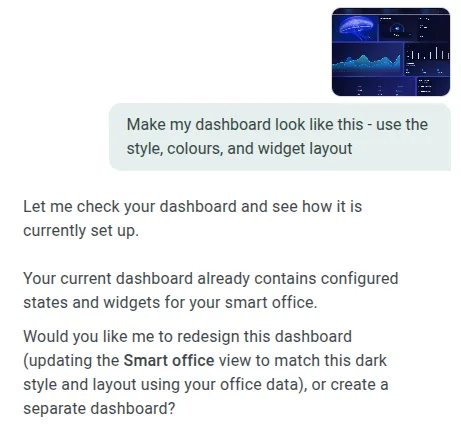 Make my dashboard look like this - use the
style, colours, and widget layout
Let me check your dashboard and see how it is
currently set up.
Your current dashboard already contains configured
states and widgets for your smart office.
Would you like me to redesign this dashboard
(updating the Smart office view to match this dark
style and layout using your office data), or create a
separate dashboard?